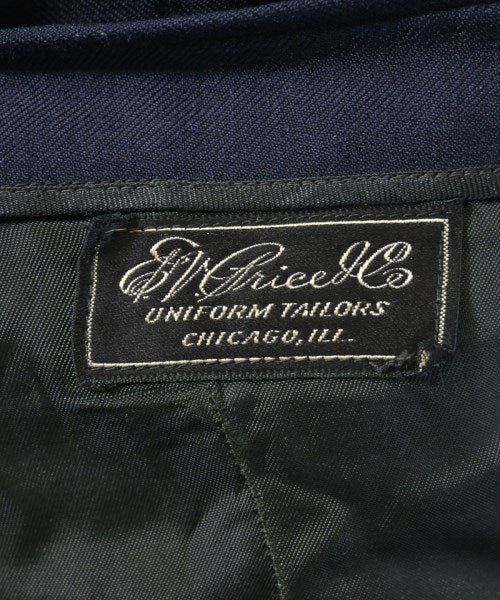 E.V. Price & Co
UNIFORM TAILORS
CHICAGO, ILL.